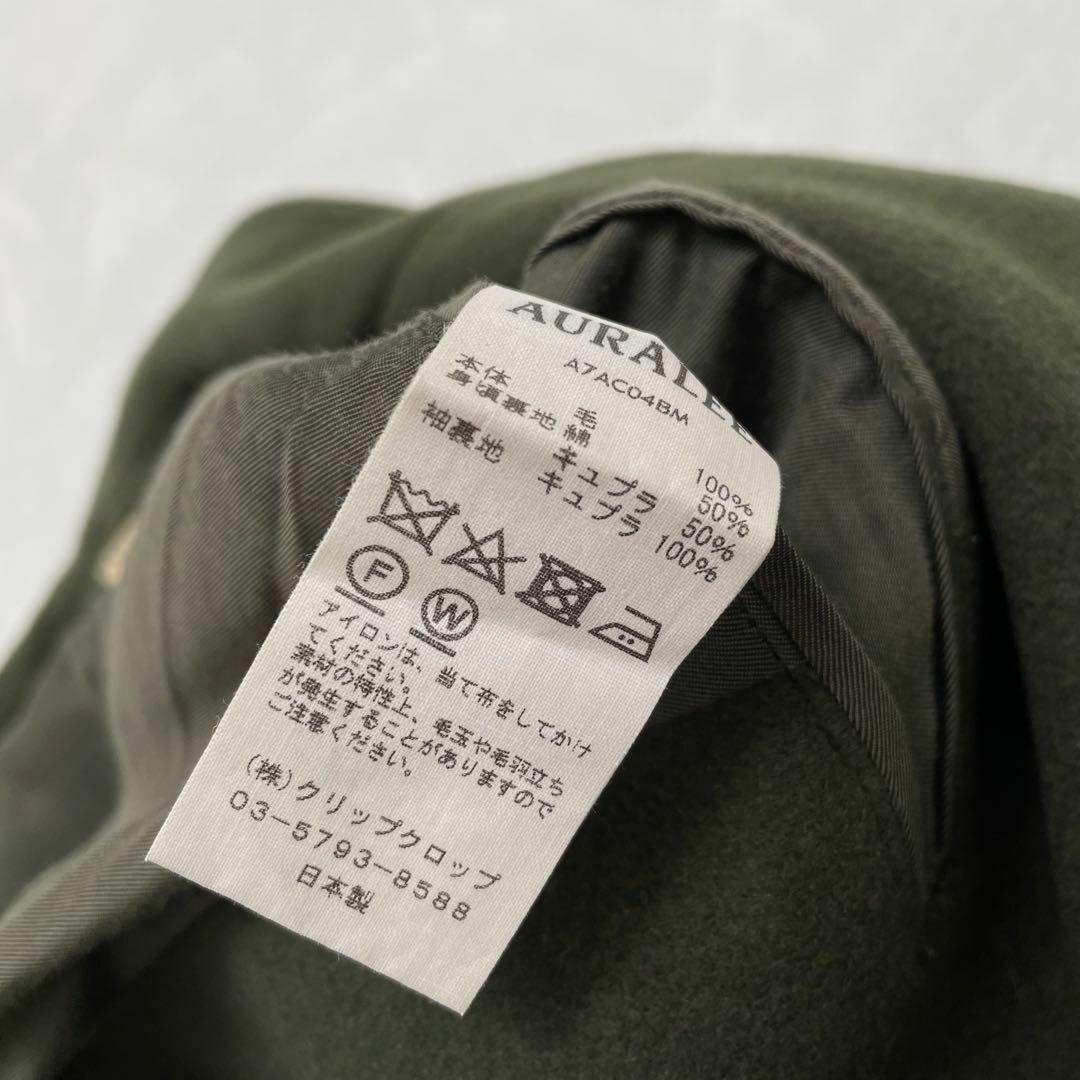 AURALEE
A7AC04BM
本体 毛 100%
身頃裏地 綿 50%
キュプラ 50%
袖裏地 キュプラ 100%
F W
アイロンは、当て布をしてかけ
てください。
素材の特性上、毛玉や毛羽立ち
が発生することがありますので
ご注意ください。
(株)クリップクロップ
03-5793-8588
日本製